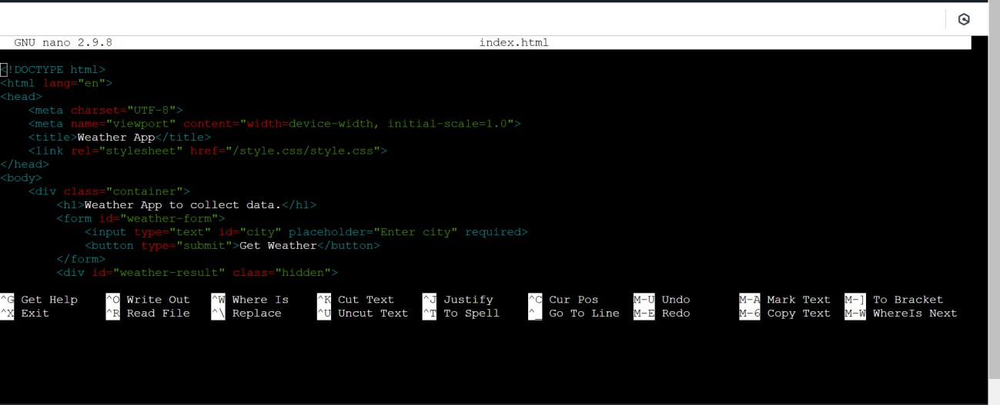 GNU nano 2.9.8 index.html
<!DOCTYPE html>
<html lang="en">
<head>
    <meta charset="UTF-8">
    <meta name="viewport" content="width=device-width, initial-scale=1.0">
    <title>Weather App</title>
    <link rel="stylesheet" href="/style.css/style.css">
</head>
<body>
    <div class="container">
        <h1>Weather App to collect data.</h1>
        <form id="weather-form">
            <input type="text" id="city" placeholder="Enter city" required>
            <button type="submit">Get Weather</button>
        </form>
        <div id="weather-result" class="hidden">
^G Get Help ^O Write Out ^W Where Is ^K Cut Text ^J Justify ^C Cur Pos M-U Undo M-A Mark Text M-] To Bracket
^X Exit ^R Read File ^\ Replace ^U Uncut Text ^T To Spell ^_ Go To Line M-E Redo M-6 Copy Text M-W WhereIs Next